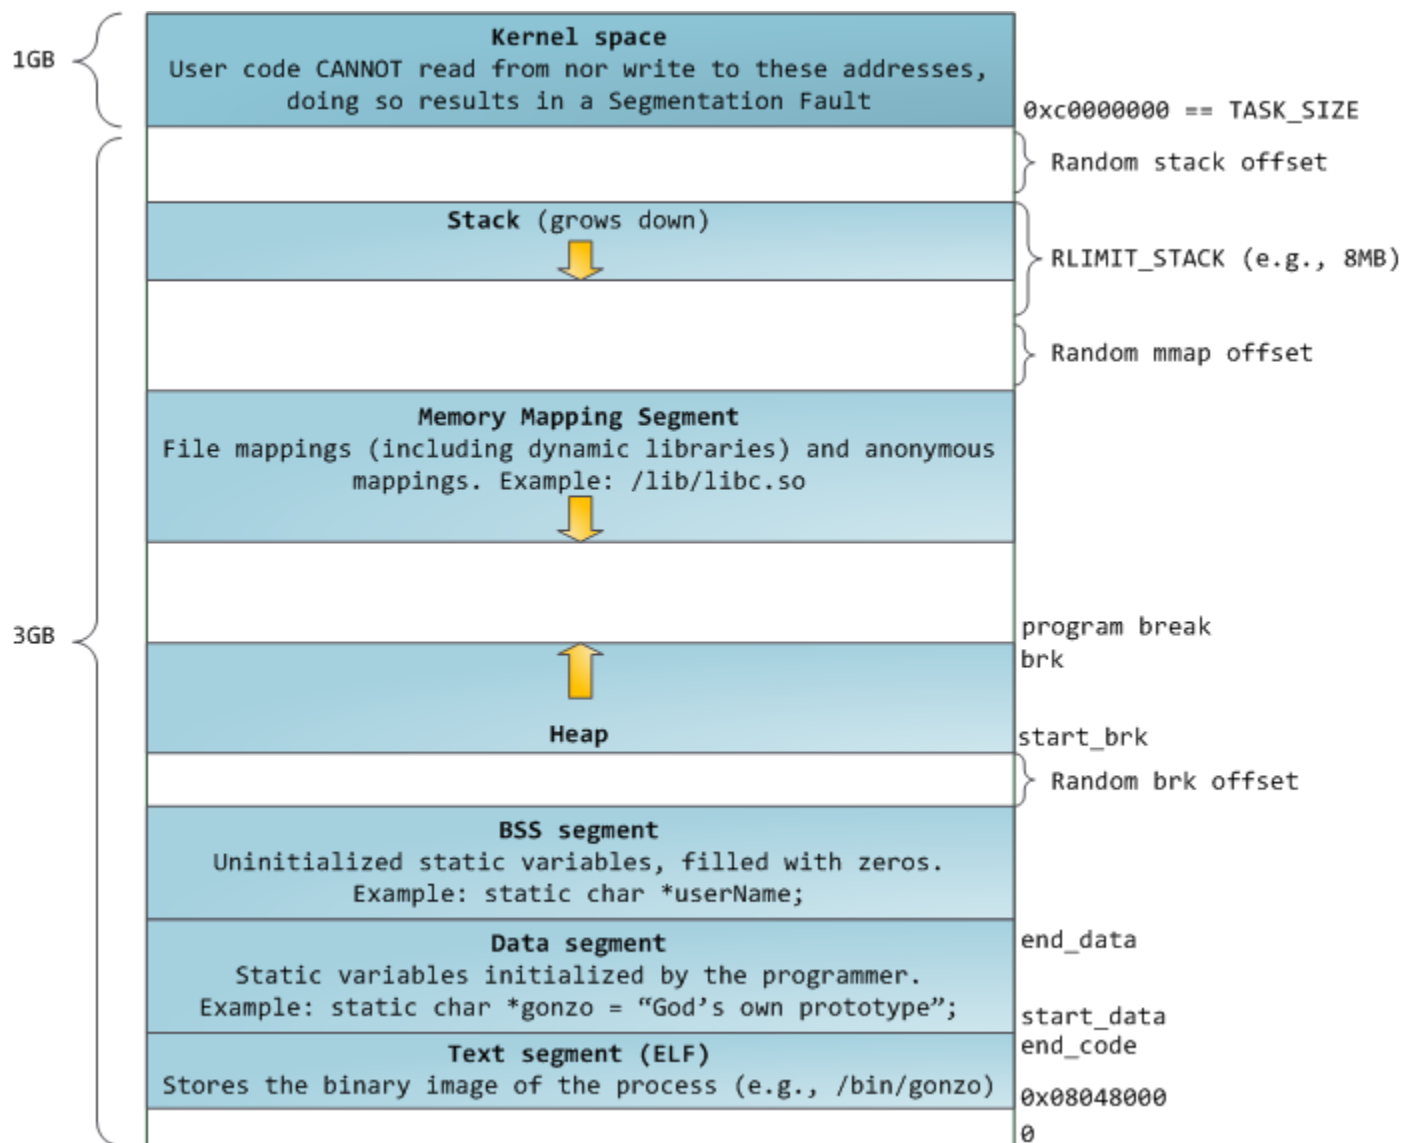 1GB
Kernel space
User code CANNOT read from nor write to these addresses,
doing so results in a Segmentation Fault
0xc0000000 == TASK_SIZE
Random stack offset
Stack (grows down)
RLIMIT_STACK (e.g., 8MB)
Random mmap offset
Memory Mapping Segment
File mappings (including dynamic libraries) and anonymous
mappings. Example: /lib/libc.so
3GB
program break
brk
Heap
start_brk
Random brk offset
BSS segment
Uninitialized static variables, filled with zeros.
Example: static char *userName;
Data segment
end_data
Static variables initialized by the programmer.
Example: static char *gonzo = “God’s own prototype”;
start_data
end_code
Text segment (ELF)
Stores the binary image of the process (e.g., /bin/gonzo)
0x08048000
0